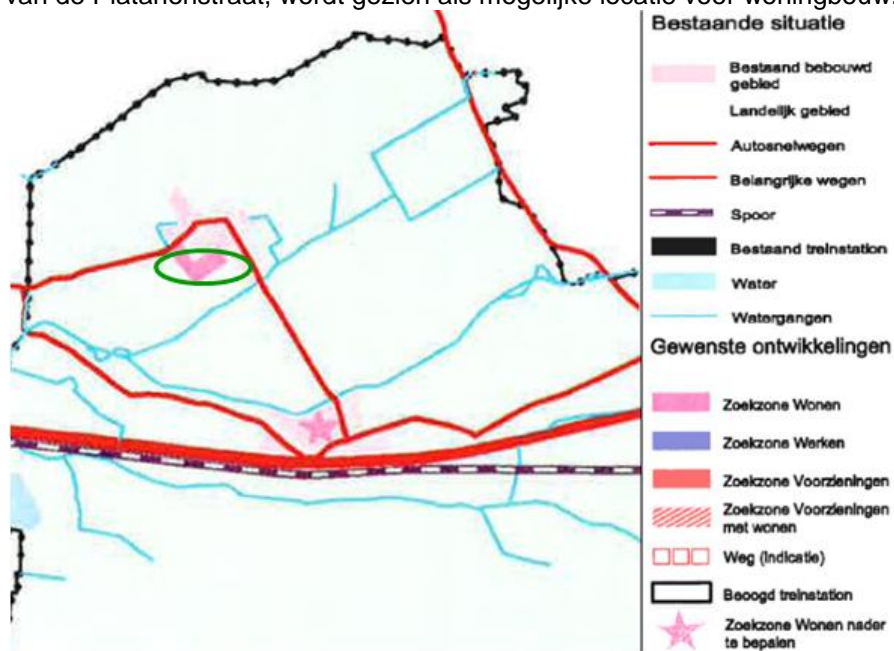 van de Platanenstraat, wordt gezien als mogelijke locatie voor woningbouw.
Bestaande situatie
Bestaand bebouwd
gebied
Landelijk gebied
Autosnelwegen
Belangrijke wegen
Spoor
Bestaand treinstation
Water
Watergangen
Gewenste ontwikkelingen
Zoekzone Wonen
Zoekzone Werken
Zoekzone Voorzieningen
Zoekzone Voorzieningen
met wonen
Weg (indicatie)
Beoogd treinstation
Zoekzone Wonen nader
te bepalen